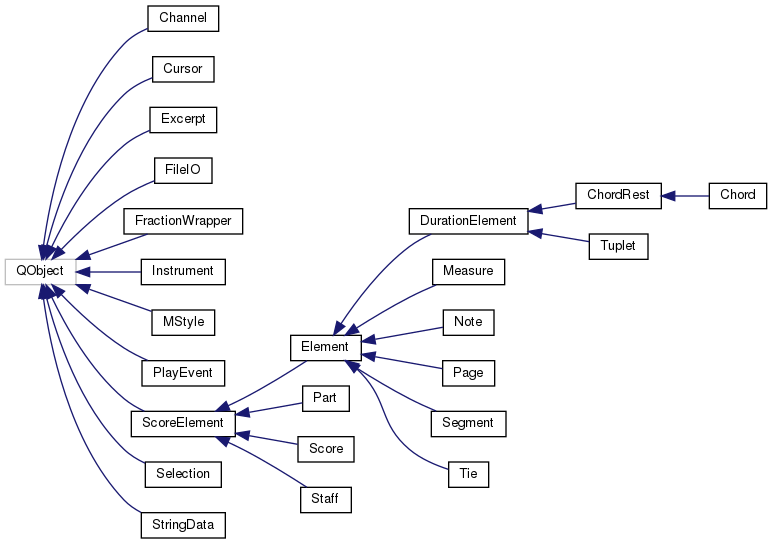 Channel
Cursor
Excerpt
FileIO
FractionWrapper
QObject
Instrument
MStyle
PlayEvent
ScoreElement
Selection
StringData
Element
Part
Score
Staff
DurationElement
Measure
Note
Page
Segment
Tie
ChordRest
Tuplet
Chord